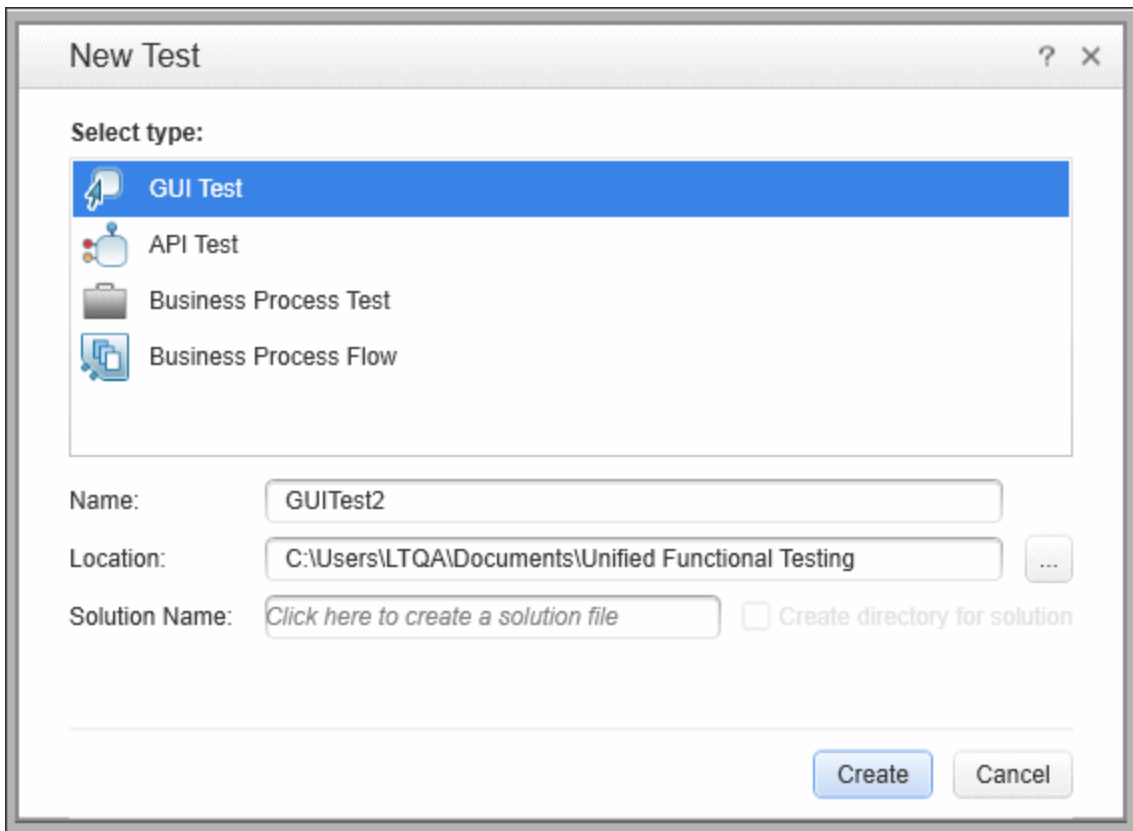 New Test
Select type:
GUI Test
API Test
Business Process Test
Business Process Flow
Name: GUITest2
Location: C:\Users\LTQA\Documents\Unified Functional Testing ...
Solution Name: Click here to create a solution file Create directory for solution
Create Cancel